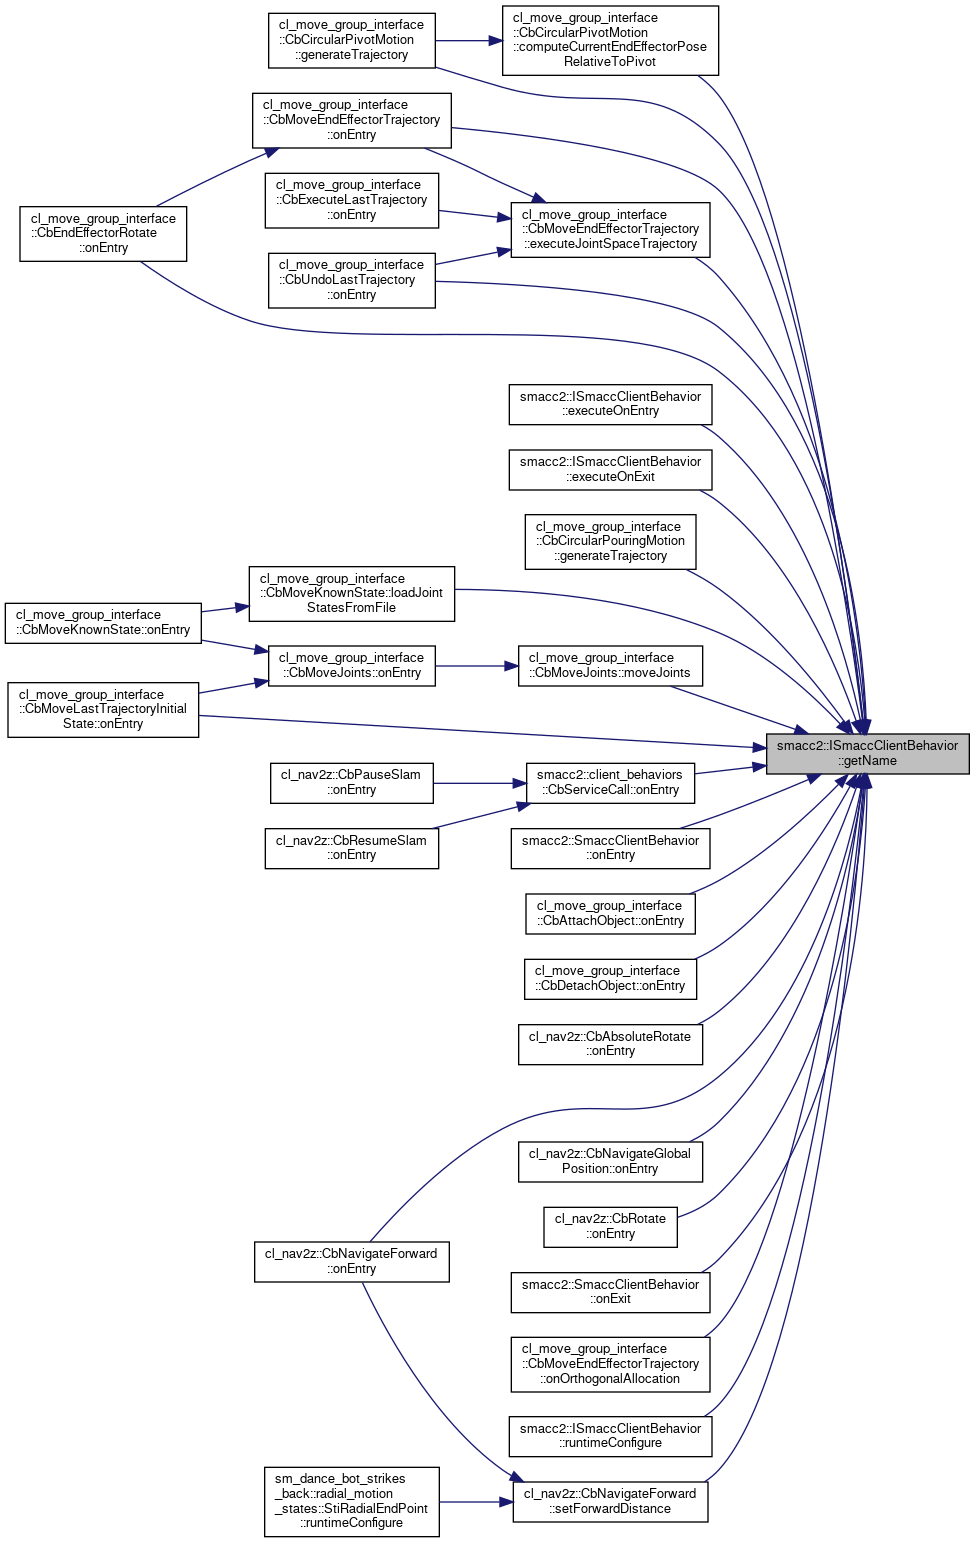 cl_move_group_interface
::CbCircularPivotMotion
::generateTrajectory
cl_move_group_interface
::CbCircularPivotMotion
::computeCurrentEndEffectorPose
RelativeToPivot
cl_move_group_interface
::CbMoveEndEffectorTrajectory
::onEntry
cl_move_group_interface
::CbExecuteLastTrajectory
::onEntry
cl_move_group_interface
::CbEndEffectorRotate
::onEntry
cl_move_group_interface
::CbMoveEndEffectorTrajectory
::executeJointSpaceTrajectory
cl_move_group_interface
::CbUndoLastTrajectory
::onEntry
smacc2::ISmaccClientBehavior
::executeOnEntry
smacc2::ISmaccClientBehavior
::executeOnExit
cl_move_group_interface
::CbCircularPouringMotion
::generateTrajectory
cl_move_group_interface
::CbMoveKnownState::loadJoint
StatesFromFile
cl_move_group_interface
::CbMoveKnownState::onEntry
cl_move_group_interface
::CbMoveJoints::onEntry
cl_move_group_interface
::CbMoveJoints::moveJoints
cl_move_group_interface
::CbMoveLastTrajectoryInitial
State::onEntry
smacc2::ISmaccClientBehavior
::getName
cl_nav2z::CbPauseSlam
::onEntry
smacc2::client_behaviors
::CbServiceCall::onEntry
cl_nav2z::CbResumeSlam
::onEntry
smacc2::SmaccClientBehavior
::onEntry
cl_move_group_interface
::CbAttachObject::onEntry
cl_move_group_interface
::CbDetachObject::onEntry
cl_nav2z::CbAbsoluteRotate
::onEntry
cl_nav2z::CbNavigateGlobal
Position::onEntry
cl_nav2z::CbRotate
::onEntry
cl_nav2z::CbNavigateForward
::onEntry
smacc2::SmaccClientBehavior
::onExit
cl_move_group_interface
::CbMoveEndEffectorTrajectory
::onOrthogonalAllocation
smacc2::ISmaccClientBehavior
::runtimeConfigure
sm_dance_bot_strikes
_back::radial_motion
_states::StiRadialEndPoint
::runtimeConfigure
cl_nav2z::CbNavigateForward
::setForwardDistance